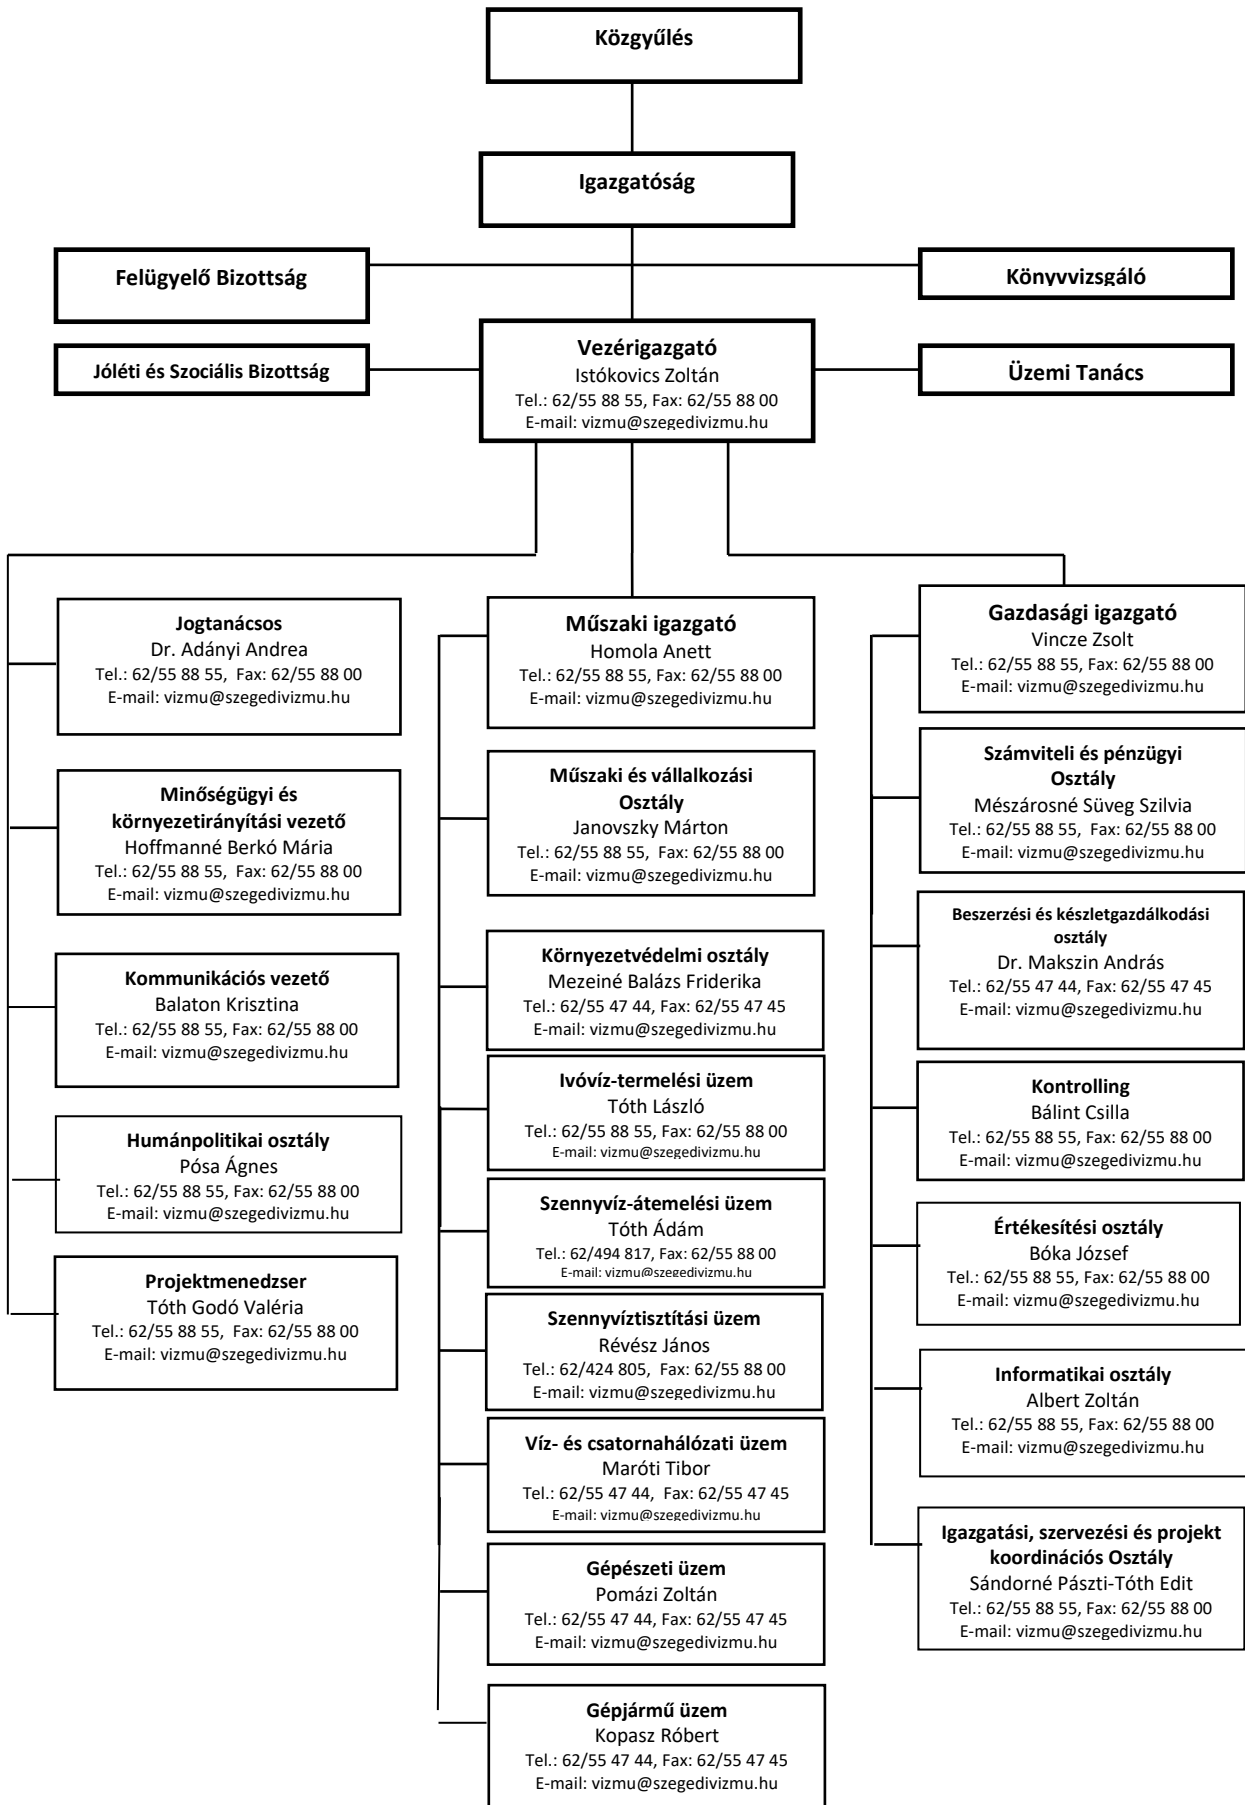 Közgyűlés
Igazgatóság
Felügyelő Bizottság
Könyvvizsgáló
Jóléti és Szociális Bizottság
Vezérigazgató
Istókovics Zoltán
Tel.: 62/55 88 55, Fax: 62/55 88 00
E-mail: vizmu@szegedivizmu.hu
Üzemi Tanács
Jogtanácsos
Dr. Adányi Andrea
Tel.: 62/55 88 55, Fax: 62/55 88 00
E-mail: vizmu@szegedivizmu.hu
Minőségügyi és
környezetirányítási vezető
Hoffmanné Berkó Mária
Tel.: 62/55 88 55, Fax: 62/55 88 00
E-mail: vizmu@szegedivizmu.hu
Kommunikációs vezető
Balaton Krisztina
Tel.: 62/55 88 55, Fax: 62/55 88 00
E-mail: vizmu@szegedivizmu.hu
Humánpolitikai osztály
Pósa Ágnes
Tel.: 62/55 88 55, Fax: 62/55 88 00
E-mail: vizmu@szegedivizmu.hu
Projektmenedzser
Tóth Godó Valéria
Tel.: 62/55 88 55, Fax: 62/55 88 00
E-mail: vizmu@szegedivizmu.hu
Műszaki igazgató
Homola Anett
Tel.: 62/55 88 55, Fax: 62/55 88 00
E-mail: vizmu@szegedivizmu.hu
Műszaki és vállalkozási
Osztály
Janovszky Márton
Tel.: 62/55 88 55, Fax: 62/55 88 00
E-mail: vizmu@szegedivizmu.hu
Környezetvédelmi osztály
Mezeiné Balázs Friderika
Tel.: 62/55 47 44, Fax: 62/55 47 45
E-mail: vizmu@szegedivizmu.hu
Ivóvíz-termelési üzem
Tóth László
Tel.: 62/55 88 55, Fax: 62/55 88 00
E-mail: vizmu@szegedivizmu.hu
Szennyvíz-átemelési üzem
Tóth Ádám
Tel.: 62/494 817, Fax: 62/55 88 00
E-mail: vizmu@szegedivizmu.hu
Szennyvíztisztítási üzem
Révész János
Tel.: 62/424 805, Fax: 62/55 88 00
E-mail: vizmu@szegedivizmu.hu
Víz- és csatornahálózati üzem
Maróti Tibor
Tel.: 62/55 47 44, Fax: 62/55 47 45
E-mail: vizmu@szegedivizmu.hu
Gépészeti üzem
Pomázi Zoltán
Tel.: 62/55 47 44, Fax: 62/55 47 45
E-mail: vizmu@szegedivizmu.hu
Gépjármű üzem
Kopasz Róbert
Tel.: 62/55 47 44, Fax: 62/55 47 45
E-mail: vizmu@szegedivizmu.hu
Gazdasági igazgató
Vincze Zsolt
Tel.: 62/55 88 55, Fax: 62/55 88 00
E-mail: vizmu@szegedivizmu.hu
Számviteli és pénzügyi
Osztály
Mészárosné Süveg Szilvia
Tel.: 62/55 88 55, Fax: 62/55 88 00
E-mail: vizmu@szegedivizmu.hu
Beszerzési és készletgazdálkodási
osztály
Dr. Makszin András
Tel.: 62/55 47 44, Fax: 62/55 47 45
E-mail: vizmu@szegedivizmu.hu
Kontrolling
Bálint Csilla
Tel.: 62/55 88 55, Fax: 62/55 88 00
E-mail: vizmu@szegedivizmu.hu
Értékesítési osztály
Bóka József
Tel.: 62/55 88 55, Fax: 62/55 88 00
E-mail: vizmu@szegedivizmu.hu
Informatikai osztály
Albert Zoltán
Tel.: 62/55 88 55, Fax: 62/55 88 00
E-mail: vizmu@szegedivizmu.hu
Igazgatási, szervezési és projekt
koordinációs Osztály
Sándorné Pászti-Tóth Edit
Tel.: 62/55 88 55, Fax: 62/55 88 00
E-mail: vizmu@szegedivizmu.hu